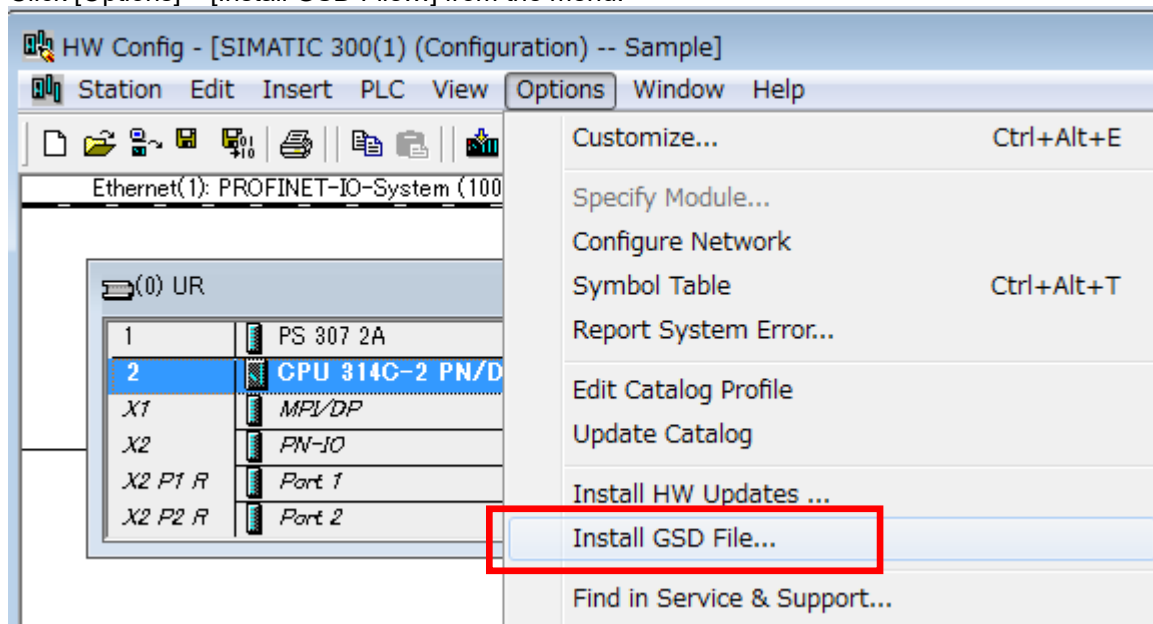 HW Config - [SIMATIC 300(1) (Configuration) -- Sample]
Station Edit Insert PLC View Options Window Help
Customize... Ctrl+Alt+E
Ethernet(1): PROFINET-IO-System (100
Specify Module...
Configure Network
(0) UR
Symbol Table Ctrl+Alt+T
1 PS 307 2A
Report System Error...
2 CPU 314C-2 PN/D
X1 MPI/DP
Edit Catalog Profile
X2 PN-IO
Update Catalog
X2 P1 R Port 1
Install HW Updates ...
X2 P2 R Port 2
Install GSD File...
Find in Service & Support...